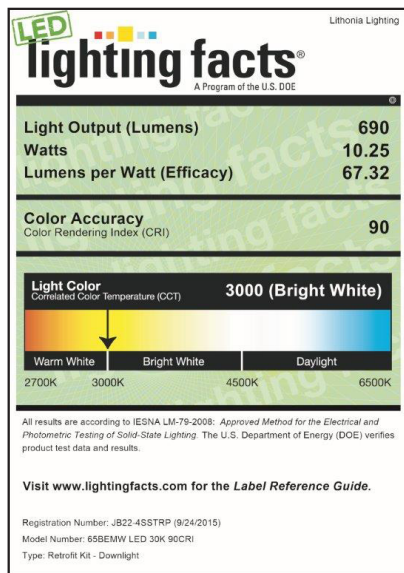 Lithonia Lighting
LED
lighting facts®
A Program of the U.S. DOE
Light Output (Lumens) 690
Watts 10.25
Lumens per Watt (Efficacy) 67.32
Color Accuracy
Color Rendering Index (CRI) 90
Light Color
Correlated Color Temperature (CCT) 3000 (Bright White)
Warm White Bright White Daylight
2700K 3000K 4500K 6500K
All results are according to IESNA LM-79-2008: Approved Method for the Electrical and
Photometric Testing of Solid-State Lighting. The U.S. Department of Energy (DOE) verifies
product test data and results.
Visit www.lightingfacts.com for the Label Reference Guide.
Registration Number: JB22-4SSTRP (9/24/2015)
Model Number: 65BEMW LED 30K 90CRI
Type: Retrofit Kit - Downlight